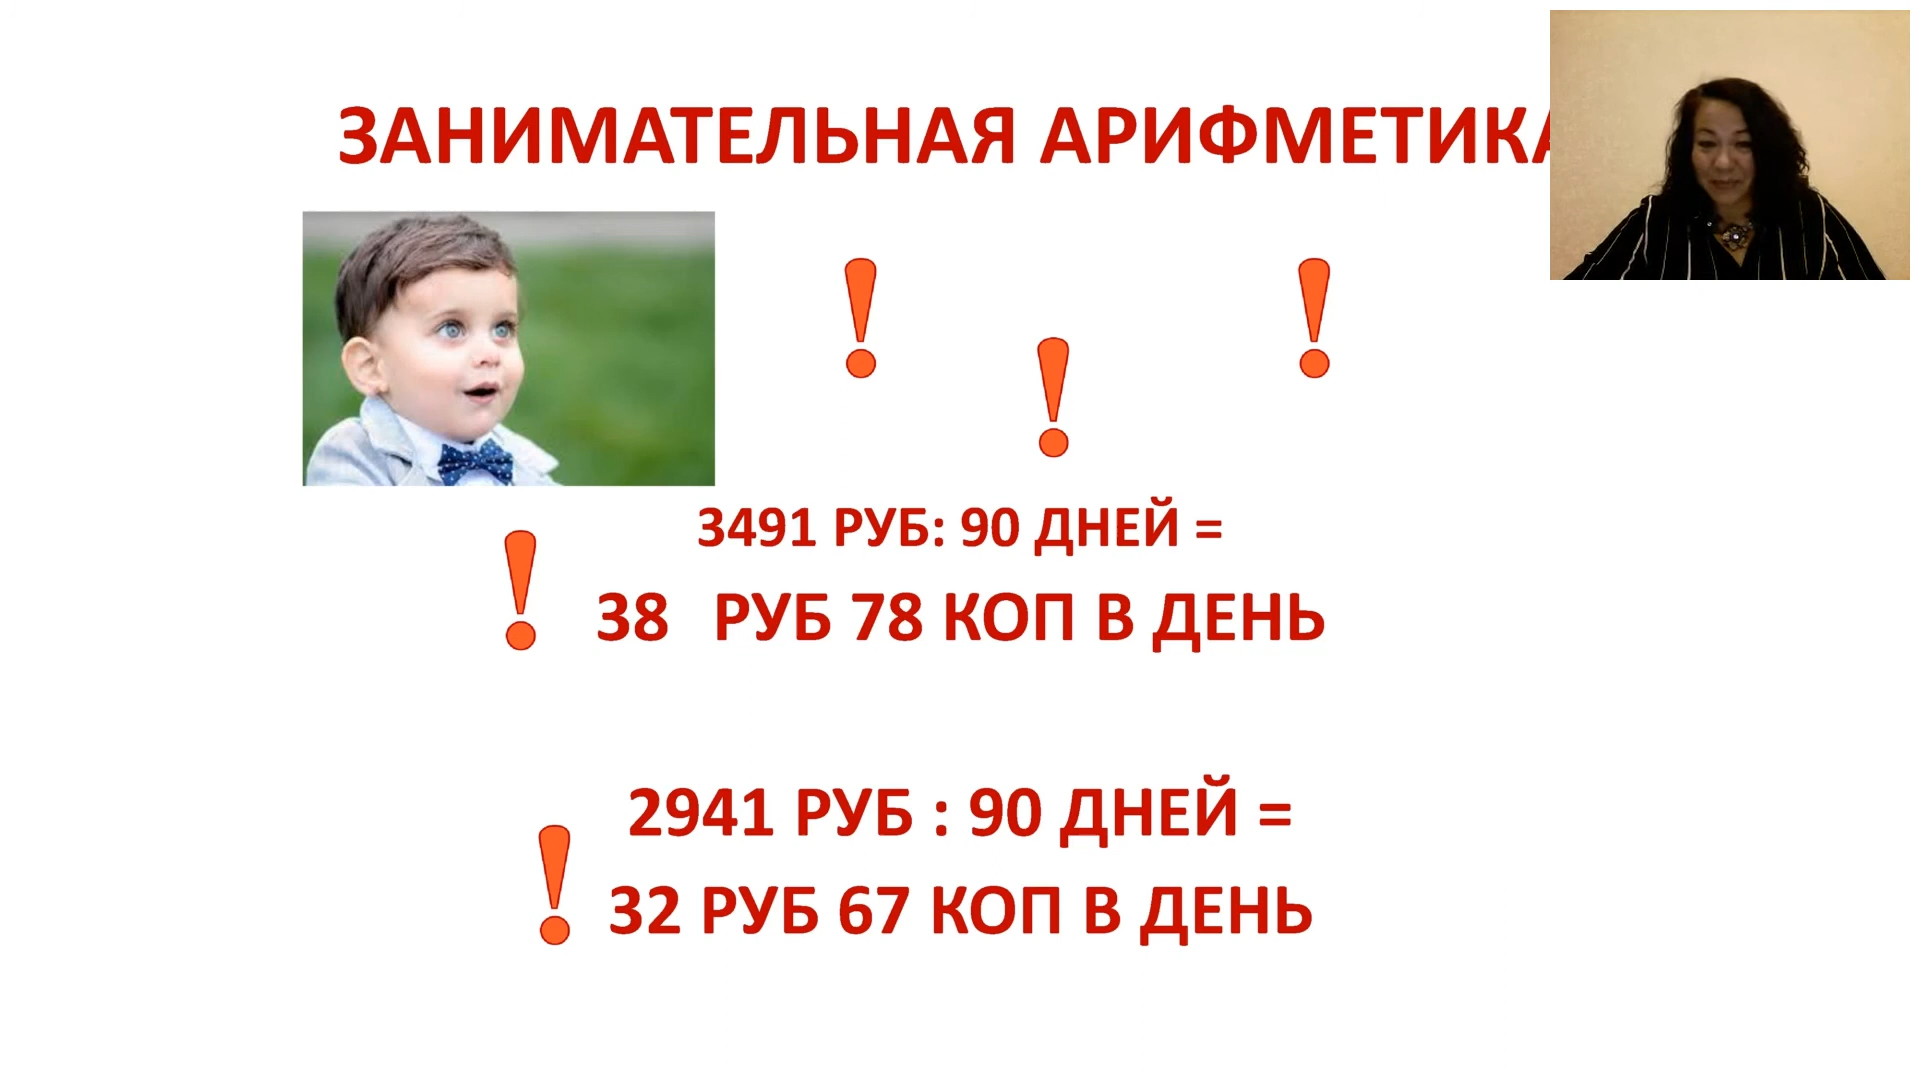 ЗАНИМАТЕЛЬНАЯ АРИФМЕТИКА
3491 РУБ: 90 ДНЕЙ =
38 РУБ 78 КОП В ДЕНЬ
2941 РУБ : 90 ДНЕЙ =
32 РУБ 67 КОП В ДЕНЬ